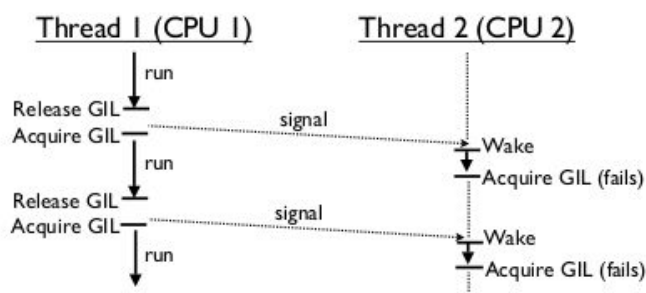 Thread 1 (CPU 1)
Thread 2 (CPU 2)
run
Release GIL
Acquire GIL
signal
Wake
run
Acquire GIL (fails)
Release GIL
Acquire GIL
signal
Wake
run
Acquire GIL (fails)